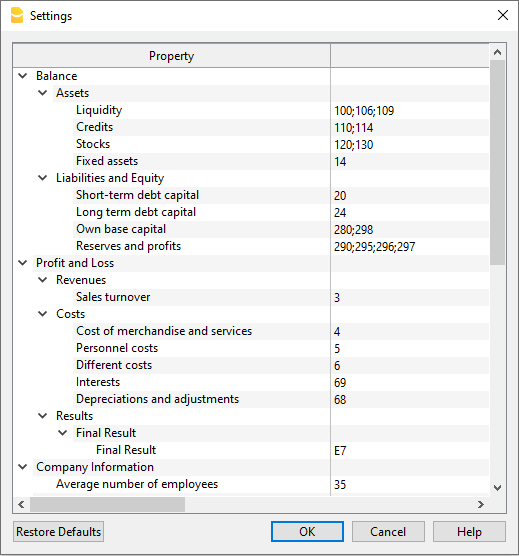 Settings
Property
Balance
Assets
Liquidity 100;106;109
Credits 110;114
Stocks 120;130
Fixed assets 14
Liabilities and Equity
Short-term debt capital 20
Long term debt capital 24
Own base capital 280;298
Reserves and profits 290;295;296;297
Profit and Loss
Revenues
Sales turnover 3
Costs
Cost of merchandise and services 4
Personnel costs 5
Different costs 6
Interests 69
Depreciations and adjustments 68
Results
Final Result
Final Result E7
Company Information
Average number of employees 35
Restore Defaults OK Cancel Help